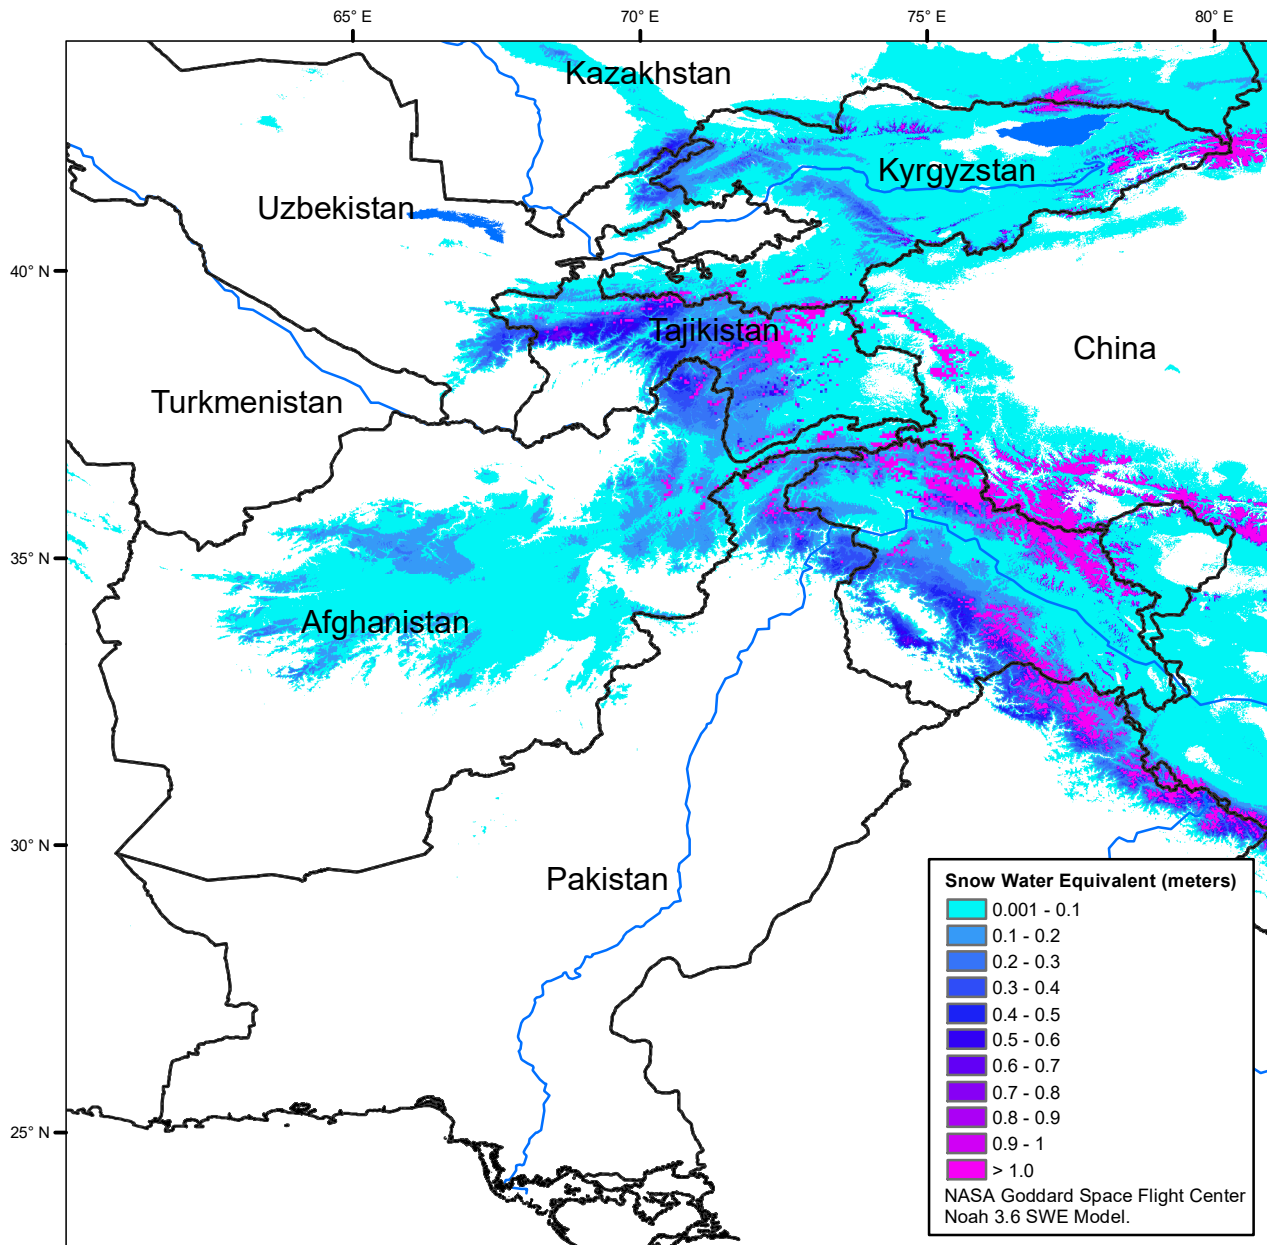 65° E
70° E
75° E
80° E
Kazakhstan
Kyrgyzstan
Uzbekistan
40° N
Tajikistan
China
Turkmenistan
35° N
Afghanistan
30° N
Pakistan
25° N
Snow Water Equivalent (meters)
0.001 - 0.1
0.1 - 0.2
0.2 - 0.3
0.3 - 0.4
0.4 - 0.5
0.5 - 0.6
0.6 - 0.7
0.7 - 0.8
0.8 - 0.9
0.9 - 1
> 1.0
NASA Goddard Space Flight Center
Noah 3.6 SWE Model.